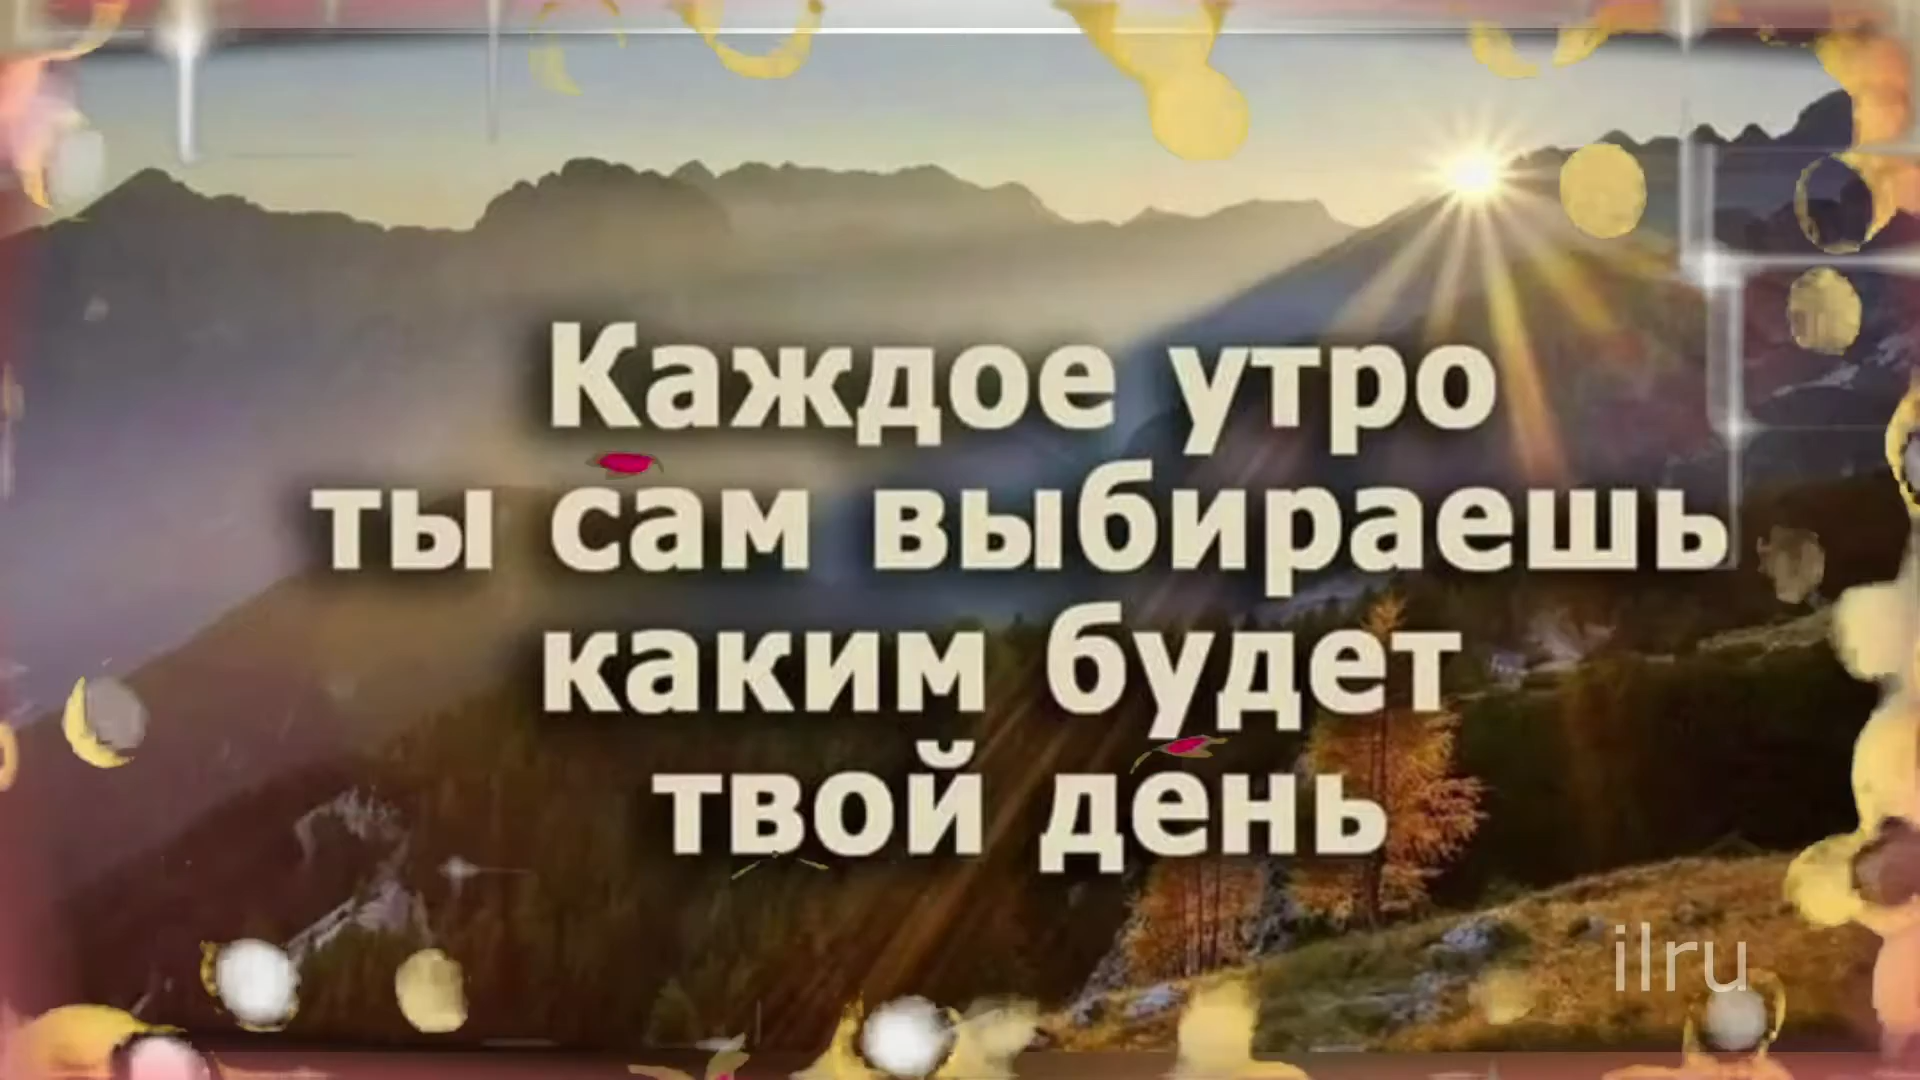 Каждое утро
ты сам выбираешь
каким будет
твой день
ilru